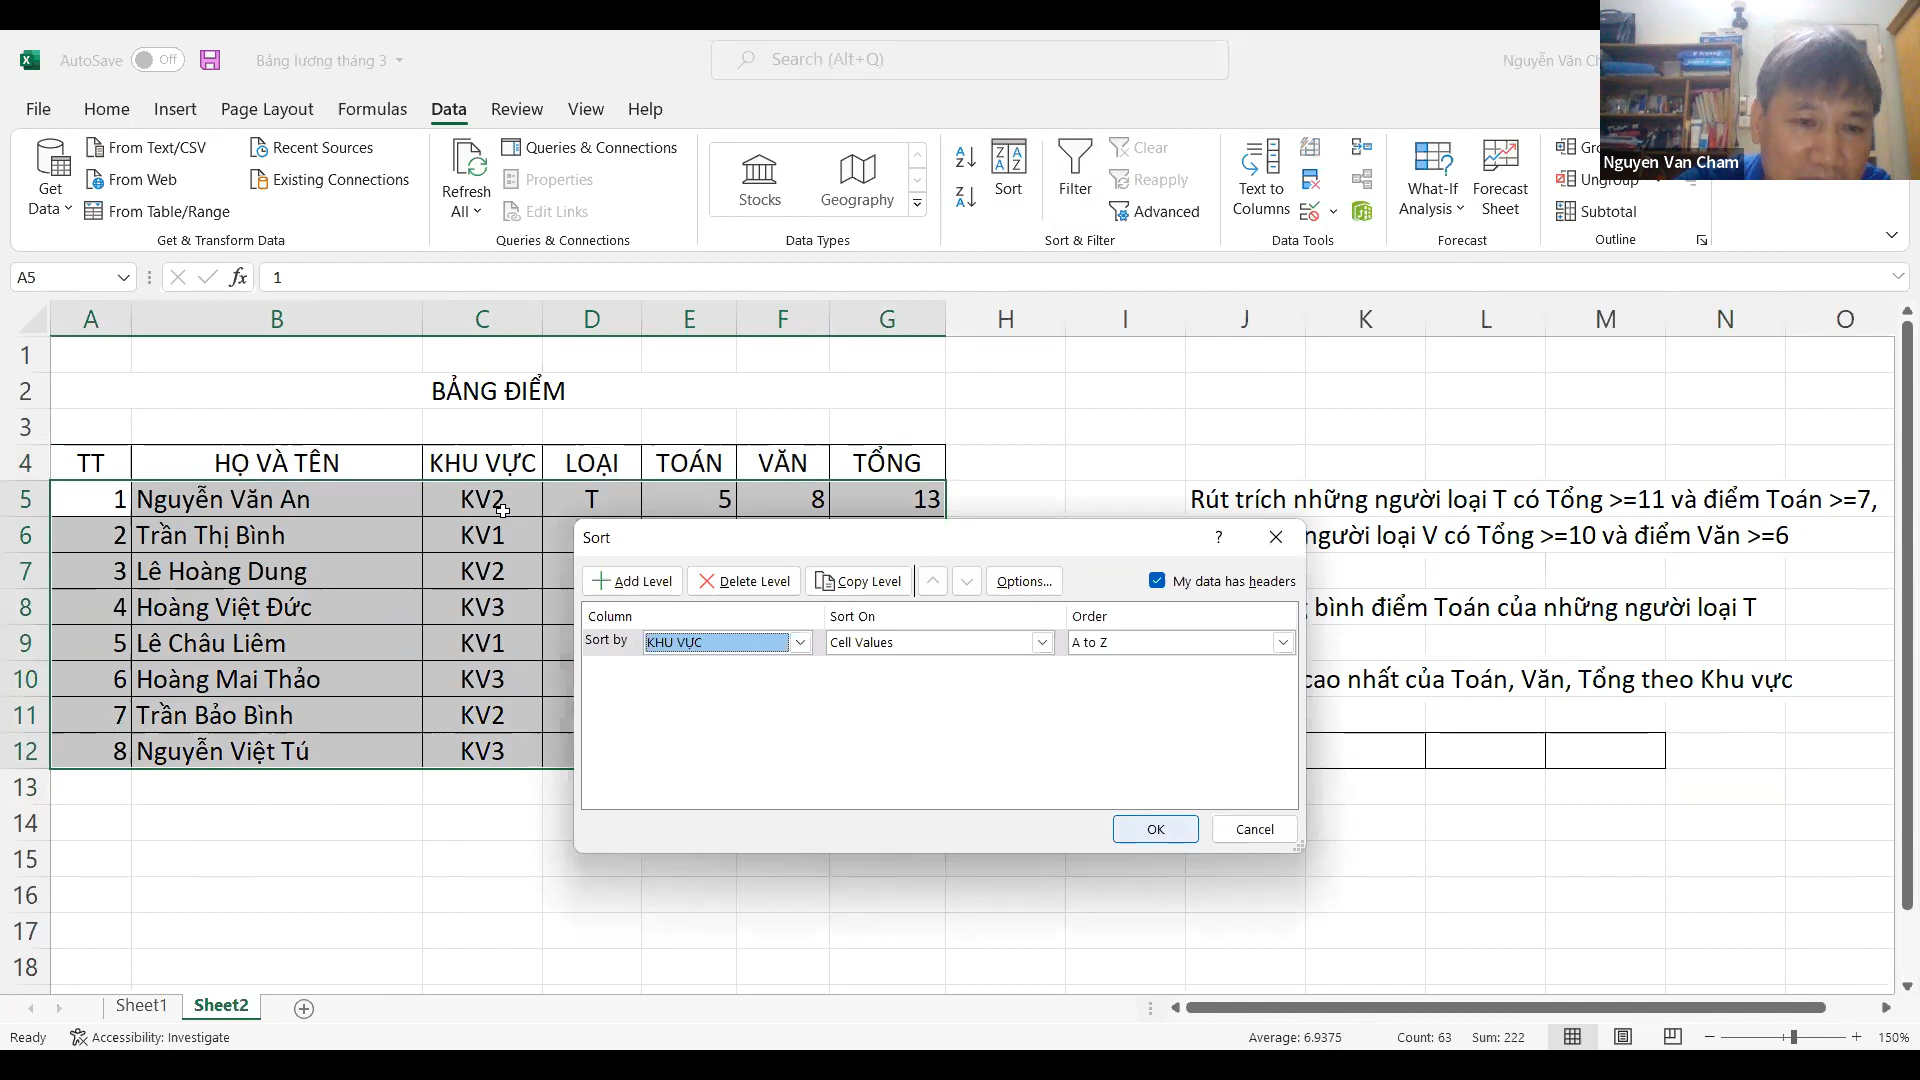 AutoSave Off Bảng lương tháng 3 Search (Alt+Q) Nguyễn Văn
File Home Insert Page Layout Formulas Data Review View Help
Get Data
From Text/CSV
From Web
From Table/Range
Recent Sources
Existing Connections
Get & Transform Data
Refresh All
Queries & Connections
Properties
Edit Links
Queries & Connections
Stocks
Geography
Data Types
Sort
Filter
Clear
Reapply
Advanced
Sort & Filter
Text to Columns
Data Tools
What-If Analysis
Forecast Sheet
Forecast
Ungroup
Subtotal
Outline
Nguyen Van Cham
A5 fx 1
A B C D E F G H I J K L M N O
1
2 BẢNG ĐIỂM
3
4 TT HỌ VÀ TÊN KHU VỰC LOẠI TOÁN VĂN TỔNG
5 1 Nguyễn Văn An KV2 T 5 8 13 Rút trích những người loại T có Tổng >=11 và điểm Toán >=7,
6 2 Trần Thị Bình KV1 người loại V có Tổng >=10 và điểm Văn >=6
7 3 Lê Hoàng Dung KV2
8 4 Hoàng Việt Đức KV3 bình điểm Toán của những người loại T
9 5 Lê Châu Liêm KV1
10 6 Hoàng Mai Thảo KV3 cao nhất của Toán, Văn, Tổng theo Khu vực
11 7 Trần Bảo Bình KV2
12 8 Nguyễn Việt Tú KV3
13
14
15
16
17
18
Sort ?
Add Level Delete Level Copy Level Options... My data has headers
Column Sort On Order
Sort by KHU VỰC Cell Values A to Z
OK Cancel
Sheet1 Sheet2
Ready Accessibility: Investigate Average: 6.9375 Count: 63 Sum: 222 150%